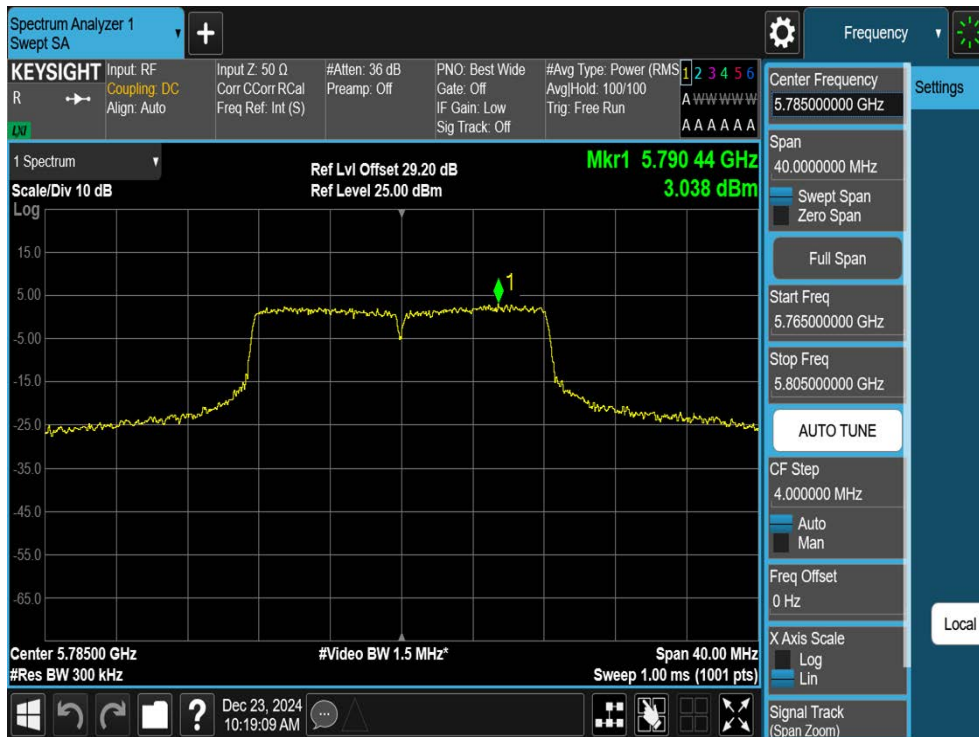 Spectrum Analyzer 1
Swept SA
+
Frequency
KEYSIGHT
R
LXI
Input: RF
Coupling: DC
Align: Auto
Input Z: 50 Ω
Corr CCorr RCal
Freq Ref: Int (S)
#Atten: 36 dB
Preamp: Off
PNO: Best Wide
Gate: Off
IF Gain: Low
Sig Track: Off
#Avg Type: Power (RMS
Avg|Hold: 100/100
Trig: Free Run
1 2 3 4 5 6
A W W W W W
A A A A A A
1 Spectrum
Scale/Div 10 dB
Log
Ref Lvl Offset 29.20 dB
Ref Level 25.00 dBm
Mkr1 5.790 44 GHz
3.038 dBm
15.0
5.00
-5.00
-15.0
-25.0
-35.0
-45.0
-55.0
-65.0
1
Center 5.78500 GHz
#Res BW 300 kHz
#Video BW 1.5 MHz*
Span 40.00 MHz
Sweep 1.00 ms (1001 pts)
?
Dec 23, 2024
10:19:09 AM
Center Frequency
5.785000000 GHz
Span
40.0000000 MHz
Swept Span
Zero Span
Full Span
Start Freq
5.765000000 GHz
Stop Freq
5.805000000 GHz
AUTO TUNE
CF Step
4.000000 MHz
Auto
Man
Freq Offset
0 Hz
X Axis Scale
Log
Lin
Signal Track
(Span Zoom)
Settings
Local